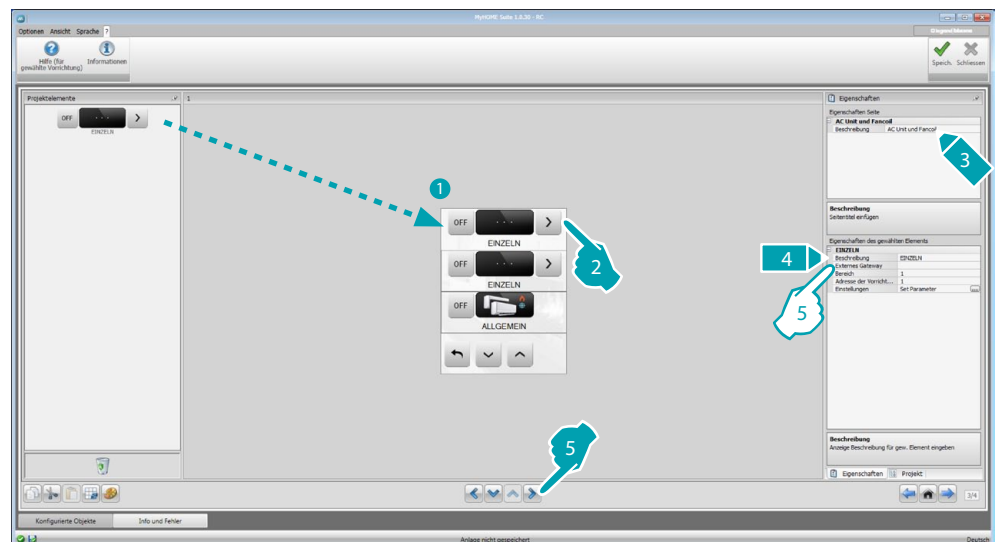 MyHOME Suite 1.0.30 - RC
Optionen Ansicht Sprache ?
Hilfe (für gewählte Vorrichtung)
Informationen
Speich. Schliessen
Projektelemente
1
Eigenschaften
OFF
EINZELN
Eigenschaften Seite
AC Unit und Fancoil
Beschreibung AC Unit und Fancoil
3
1
OFF
EINZELN
2
OFF
EINZELN
OFF
ALLGEMEIN
Beschreibung
Seitentitel einfügen
Eigenschaften des gewählten Elements
EINZELN
4
Beschreibung EINZELN
Externes Gateway
Bereich 1
Adresse der Vorricht... 1
Einstellungen Set Parameter ...
5
5
Beschreibung
Anzeige Beschreibung für gew. Element eingeben
Eigenschaften Projekt
3/4
Konfigurierte Objekte Info und Fehler
Anlage nicht gespeichert
Deutsch